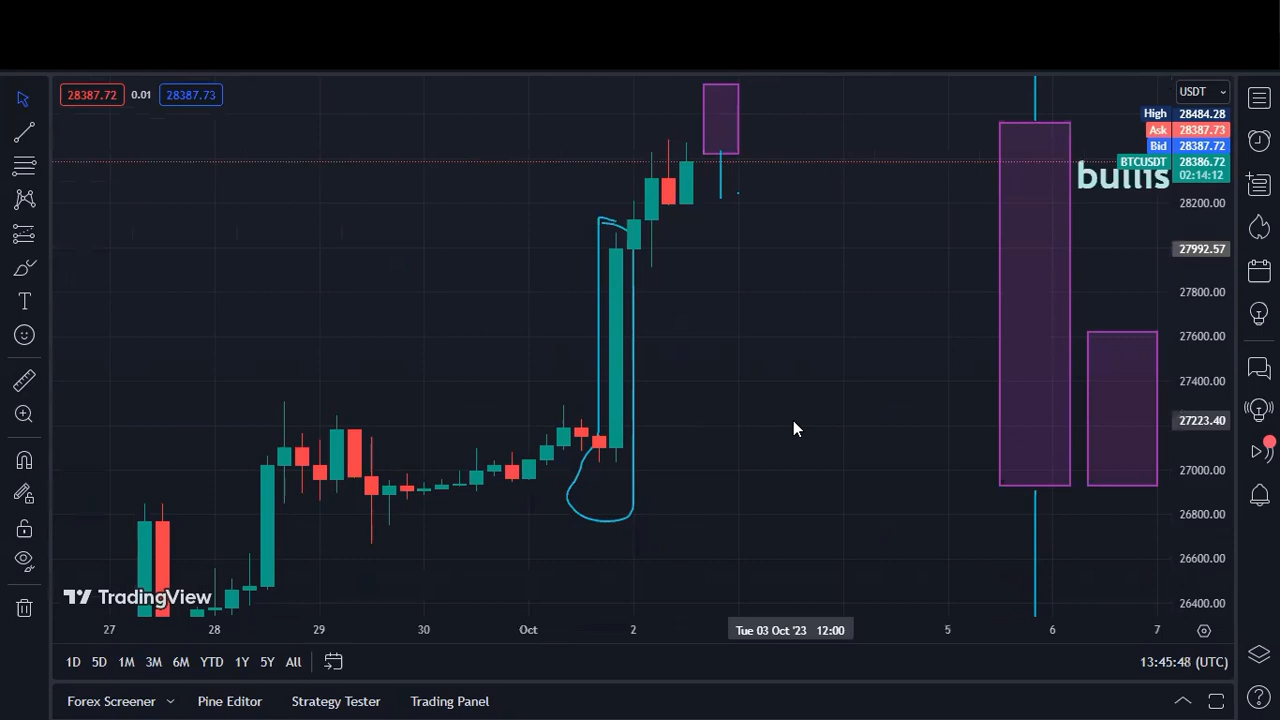 28387.72 0.01 28387.73
USDT
High 28484.28
Ask 28387.73
Bid 28387.72
BTCUSDT 28386.72
02:14:12
bullis
28200.00
27992.57
27800.00
27600.00
27400.00
27223.40
27000.00
26800.00
26600.00
26400.00
TradingView
27 28 29 30 Oct 2 Tue 03 Oct '23 12:00 5 6 7
1D 5D 1M 3M 6M YTD 1Y 5Y All 13:45:48 (UTC)
Forex Screener Pine Editor Strategy Tester Trading Panel